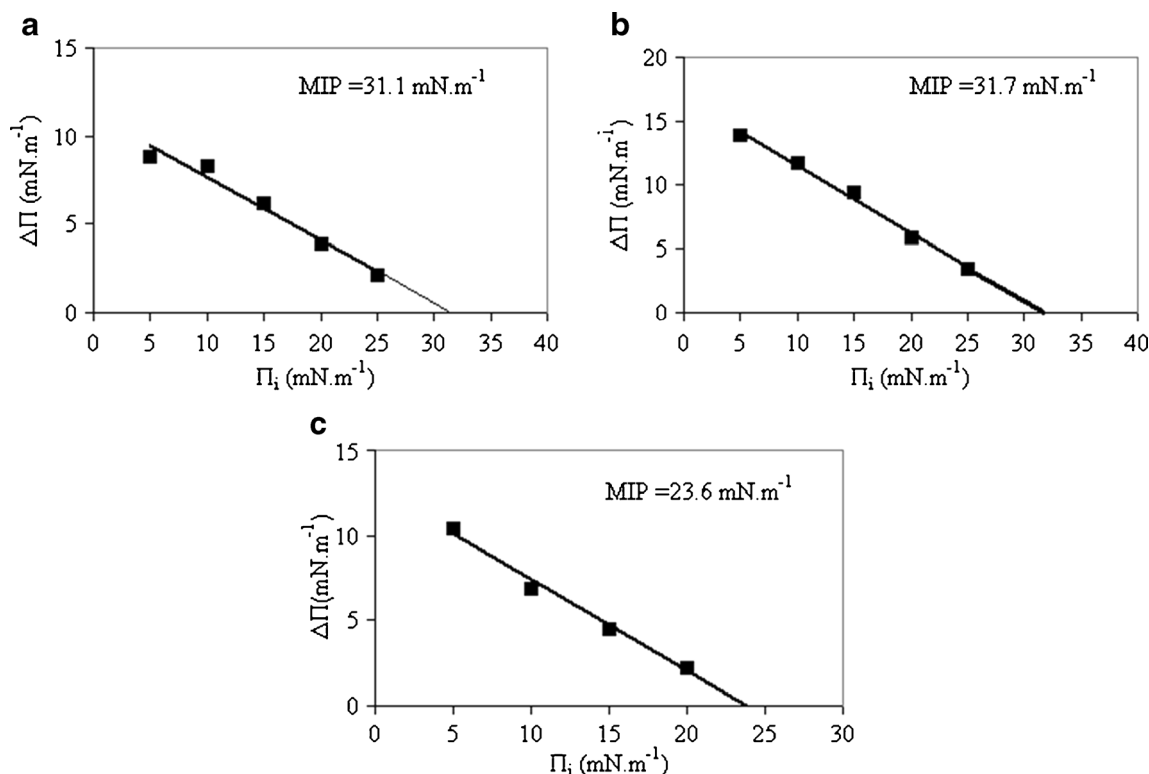 a
15
10
5
0
ΔΠ (mN.m⁻¹)
MIP =31.1 mN.m⁻¹
0 5 10 15 20 25 30 35 40
Πᵢ (mN.m⁻¹)
b
20
15
10
5
0
ΔΠ (mN.m⁻ⁱ)
MIP =31.7 mN.m⁻¹
0 5 10 15 20 25 30 35 40
Πᵢ (mN.m⁻¹)
c
15
10
5
0
ΔΠ(mN.m⁻¹)
MIP =23.6 mN.m⁻¹
0 5 10 15 20 25 30
Πᵢ (mN.m⁻¹)